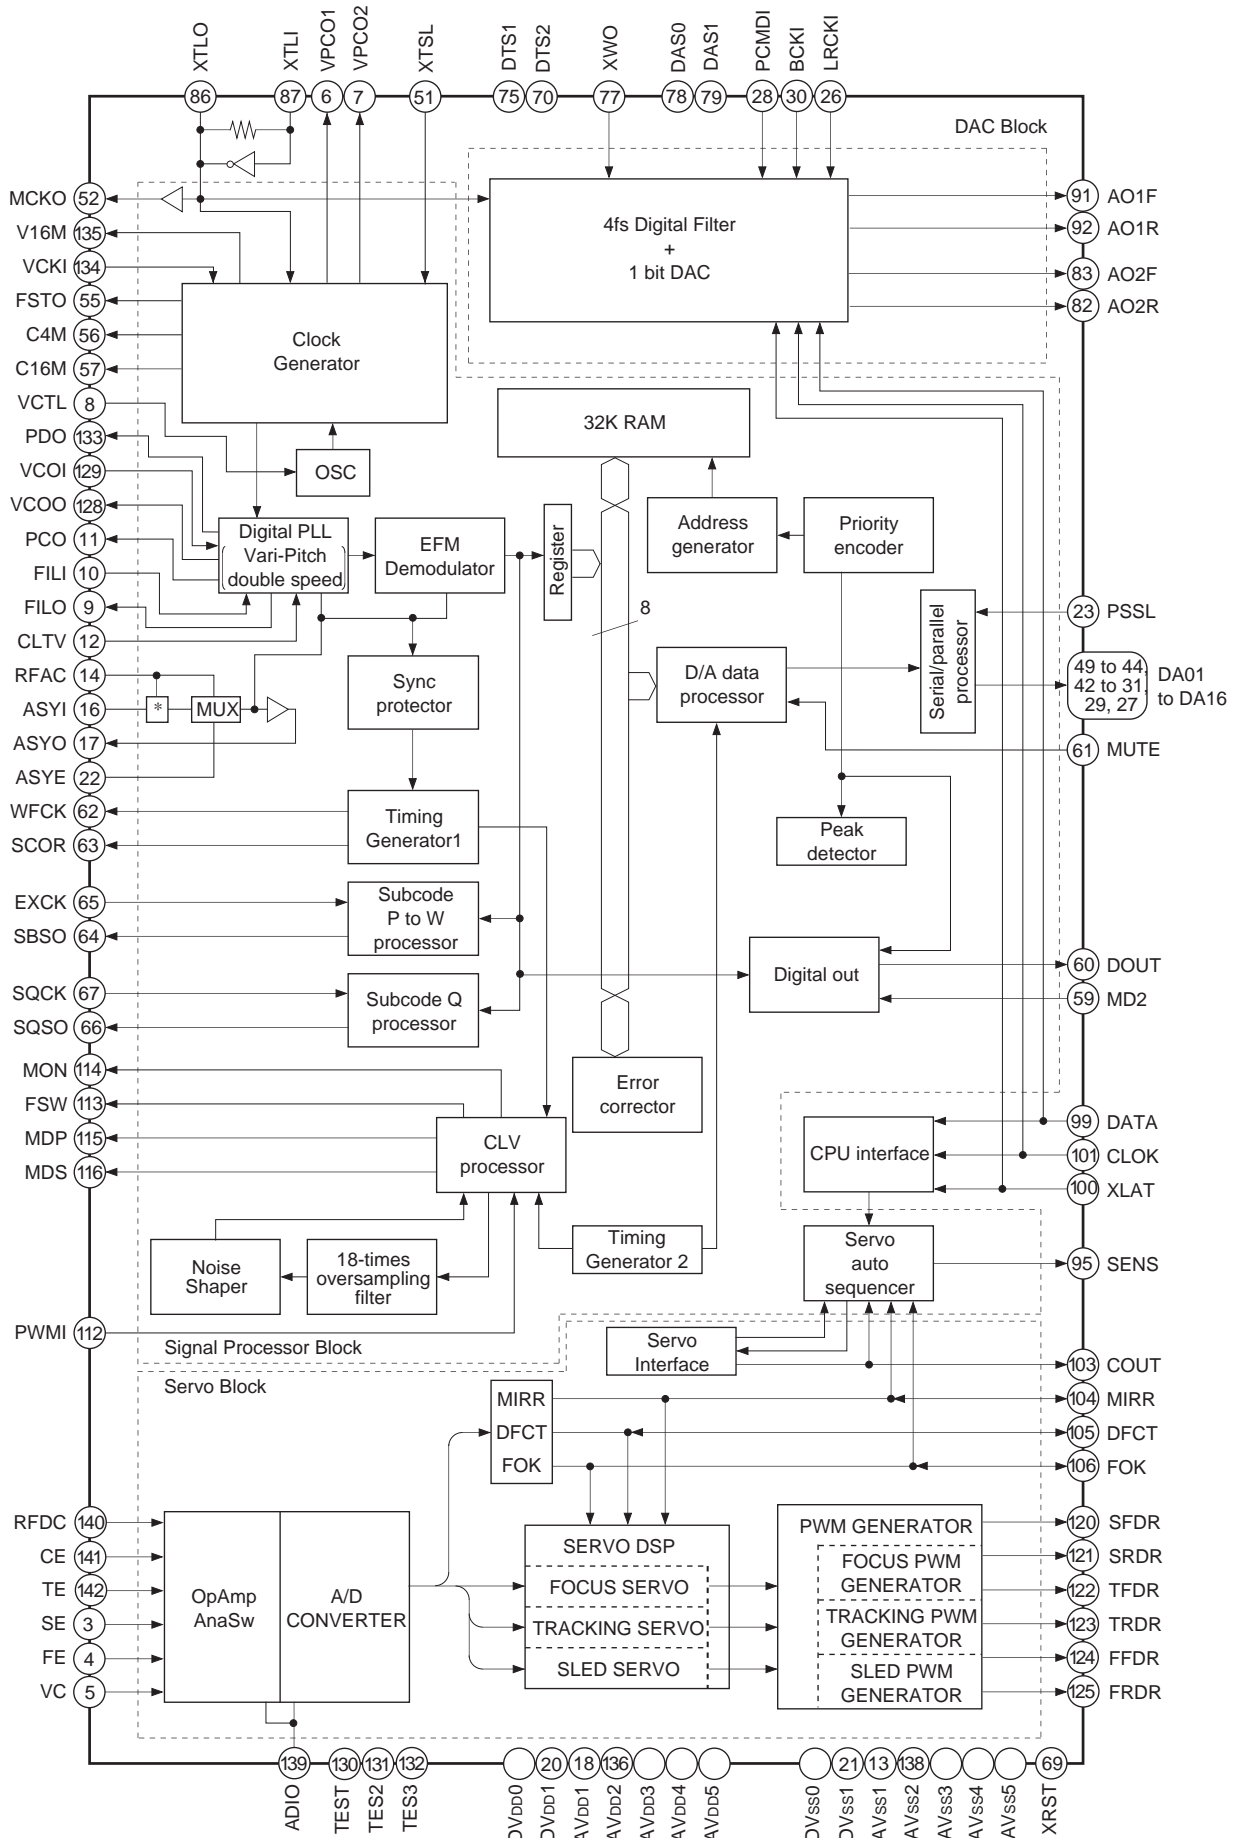 XTLO XTLI VPCO1 VPCO2 XTSL DTS1 DTS2 XWO DAS0 DAS1 PCMDI BCKI LRCKI
86 87 6 7 51 75 70 77 78 79 28 30 26
DAC Block
MCKO 52
V16M 135
VCKI 134
FSTO 55
C4M 56
C16M 57
VCTL 8
PDO 133
VCOI 129
VCOO 128
PCO 11
FILI 10
FILO 9
CLTV 12
RFAC 14
ASYI 16
ASYO 17
ASYE 22
WFCK 62
SCOR 63
EXCK 65
SBSO 64
SQCK 67
SQSO 66
MON 114
FSW 113
MDP 115
MDS 116
PWMI 112
4fs Digital Filter
+
1 bit DAC
91 AO1F
92 AO1R
83 AO2F
82 AO2R
Clock
Generator
OSC
32K RAM
Digital PLL
Vari-Pitch
double speed
EFM
Demodulator
Register
Address
generator
Priority
encoder
8
Serial/parallel
processor
23 PSSL
49 to 44,
42 to 31,
29, 27
DA01
to DA16
61 MUTE
*
MUX
Sync
protector
D/A data
processor
Timing
Generator1
Peak
detector
Subcode
P to W
processor
Subcode Q
processor
Digital out
60 DOUT
59 MD2
Error
corrector
CLV
processor
CPU interface
99 DATA
101 CLOK
100 XLAT
Noise
Shaper
18-times
oversampling
filter
Timing
Generator 2
Servo
auto
sequencer
95 SENS
Signal Processor Block
Servo
Interface
103 COUT
104 MIRR
105 DFCT
106 FOK
Servo Block
MIRR
DFCT
FOK
RFDC 140
CE 141
TE 142
SE 3
FE 4
VC 5
OpAmp
AnaSw
A/D
CONVERTER
SERVO DSP
FOCUS SERVO
TRACKING SERVO
SLED SERVO
PWM GENERATOR
FOCUS PWM
GENERATOR
TRACKING PWM
GENERATOR
SLED PWM
GENERATOR
120 SFDR
121 SRDR
122 TFDR
123 TRDR
124 FFDR
125 FRDR
139 130 131 132 20 18 136 21 13 138 69
ADIO TEST TES2 TES3 DVDD0 DVDD1 AVDD1 AVDD2 AVDD3 AVDD4 AVDD5 DVSS0 DVSS1 AVSS1 AVSS2 AVSS3 AVSS4 AVSS5 XRST